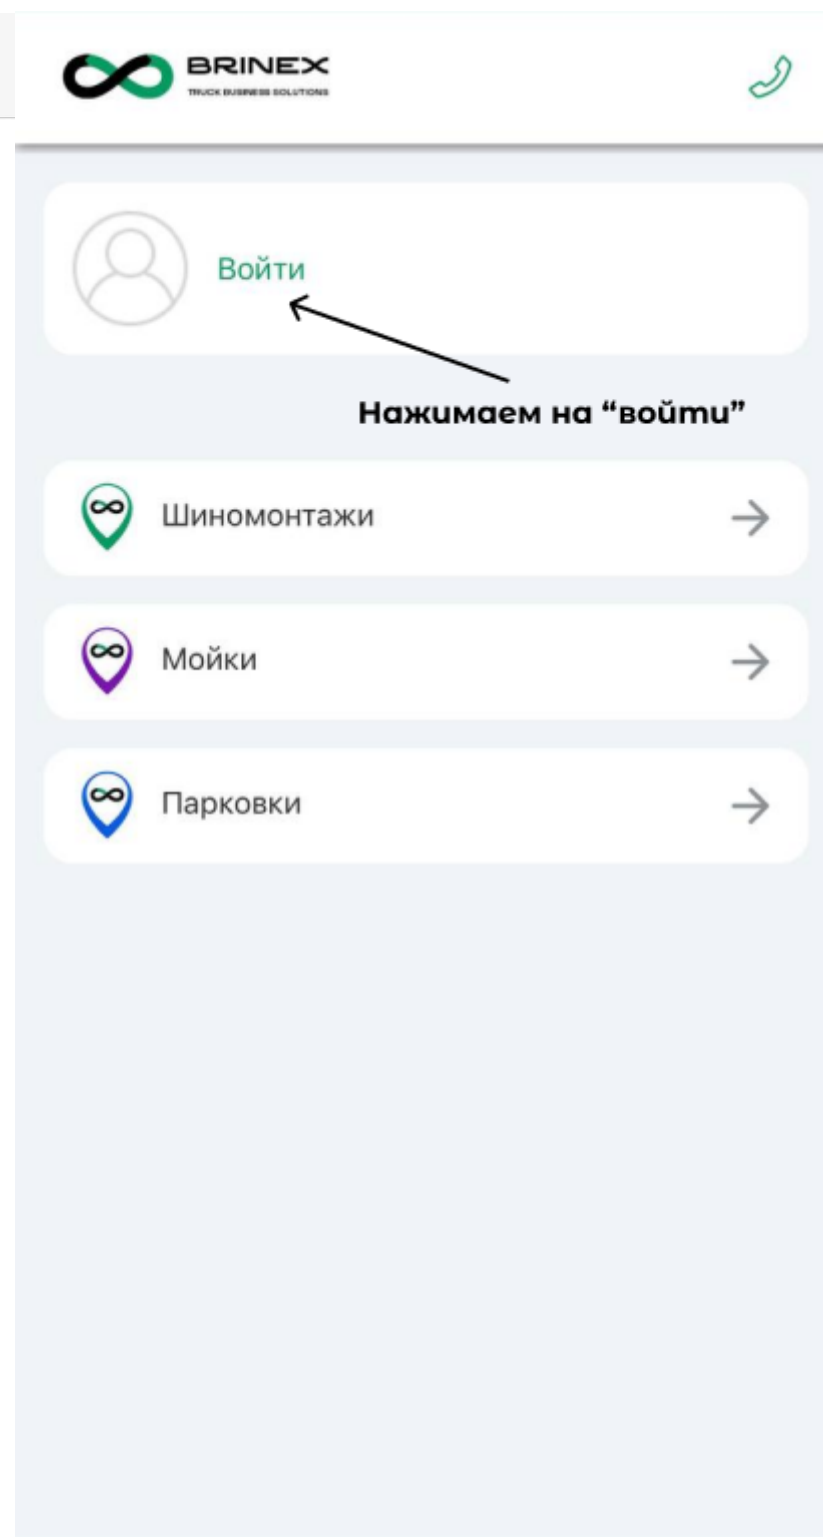 BRINEX
TRUCK BUSINESS SOLUTIONS
Войти
Нажимаем на “войти”
Шиномонтажи
Мойки
Парковки